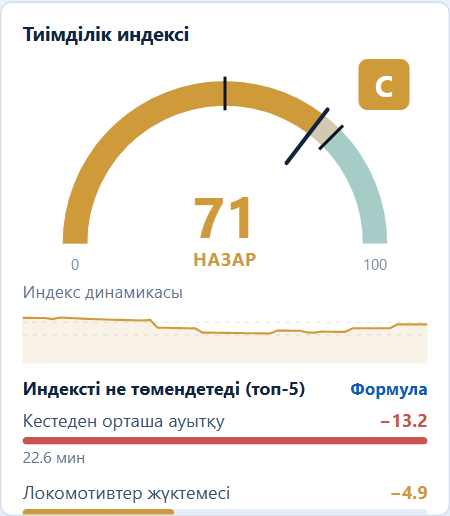 Тиімділік индексі
C
71
НАЗАР
0
100
Индекс динамикасы
Индексті не төмендетеді (топ-5) Формула
Кестеден орташа ауытқу −13.2
22.6 мин
Локомотивтер жүктемесі −4.9